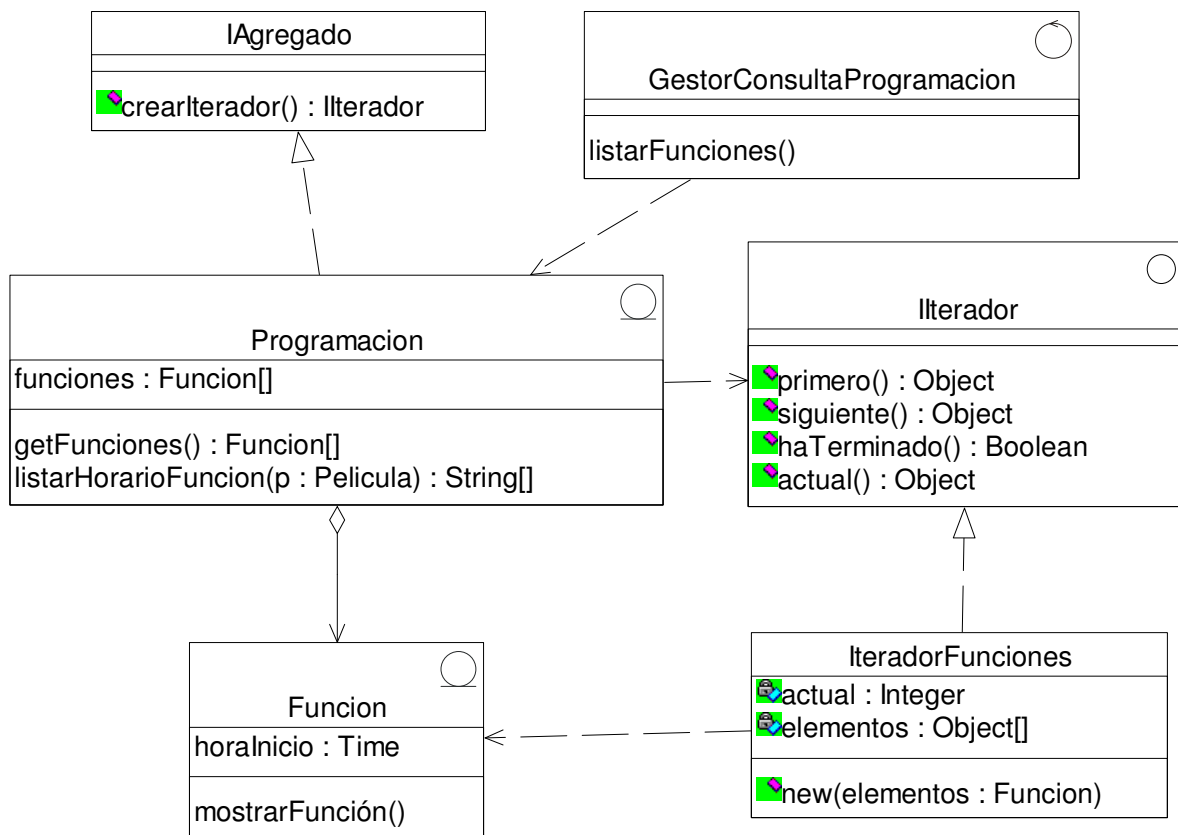 IAgregado
crearIterador() : IIterador
GestorConsultaProgramacion
listarFunciones()
Programacion
funciones : Funcion[]
getFunciones() : Funcion[]
listarHorarioFuncion(p : Pelicula) : String[]
IIterador
primero() : Object
siguiente() : Object
haTerminado() : Boolean
actual() : Object
Funcion
horaInicio : Time
mostrarFunción()
IteradorFunciones
actual : Integer
elementos : Object[]
new(elementos : Funcion)